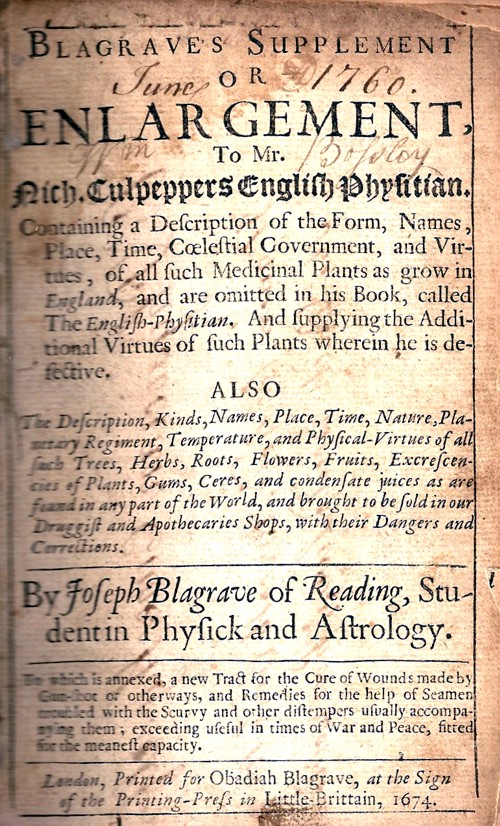 BLAGRAVE'S SUPPLEMENT
OR
June 1760.
ENLARGEMENT,
Wm Bossley
To Mr.
Nich. Culpeppers Engliſh Phyſitian.
Containing a Deſcription of the Form, Names,
Place, Time, Cœleſtial Government, and Vir-
tues, of all ſuch Medicinal Plants as grow in
England, and are omitted in his Book, called
The Engliſh-Phyſitian. And ſupplying the Addi-
tional Virtues of ſuch Plants wherein he is de-
fective.
ALSO
The Deſcription, Kinds, Names, Place, Time, Nature, Pla-
netary Regiment, Temperature, and Phyſical-Virtues of all
ſuch Trees, Herbs, Roots, Flowers, Fruits, Excreſcen-
cies of Plants, Gums, Ceres, and condenſate juices as are
found in any part of the World, and brought to be ſold in our
Druggiſt and Apothecaries Shops, with their Dangers and
Corrections.
By Joſeph Blagrave of Reading, Stu-
dent in Phyſick and Aſtrology.
To which is annexed, a new Tract for the Cure of Wounds made by
Gun-ſhot or otherways, and Remedies for the help of Seamen
troubled with the Scurvy and other diſtempers uſually accompa-
nying them; exceeding uſeful in times of War and Peace, fitted
for the meaneſt capacity.
London, Printed for Obadiah Blagrave, at the Sign
of the Printing-Preſs in Little-Brittain, 1674.